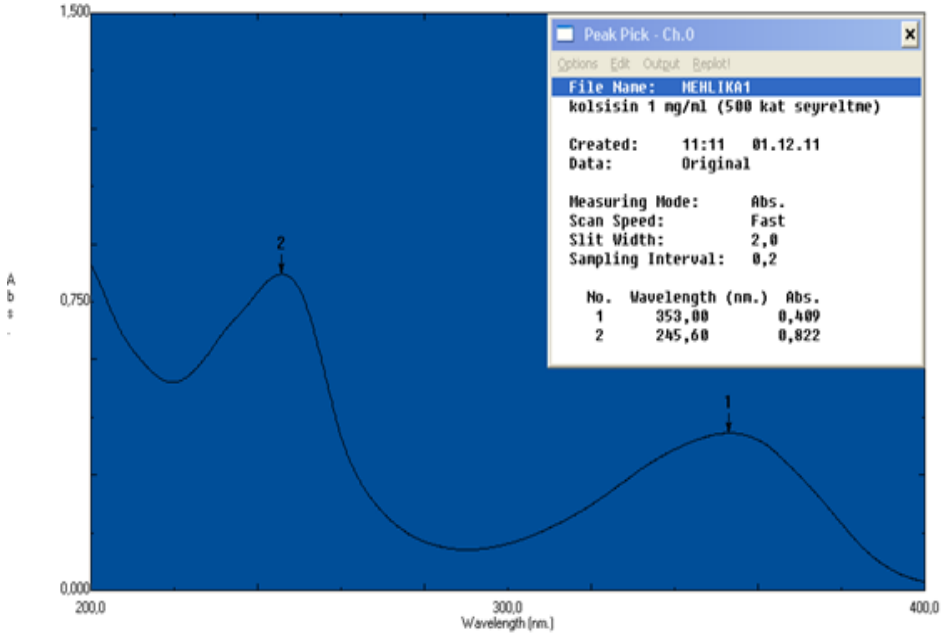 1,500
0,750
0,000
Abs.
200,0
300,0
400,0
Wavelength (nm.)
2
1
Peak Pick - Ch.0
Options Edit Output Replot!
File Name: MEHLIKA1
kolsisin 1 mg/ml (500 kat seyreltme)
Created: 11:11 01.12.11
Data: Original
Measuring Mode: Abs.
Scan Speed: Fast
Slit Width: 2,0
Sampling Interval: 0,2
No. Wavelength (nm.) Abs.
1 353,00 0,409
2 245,60 0,822